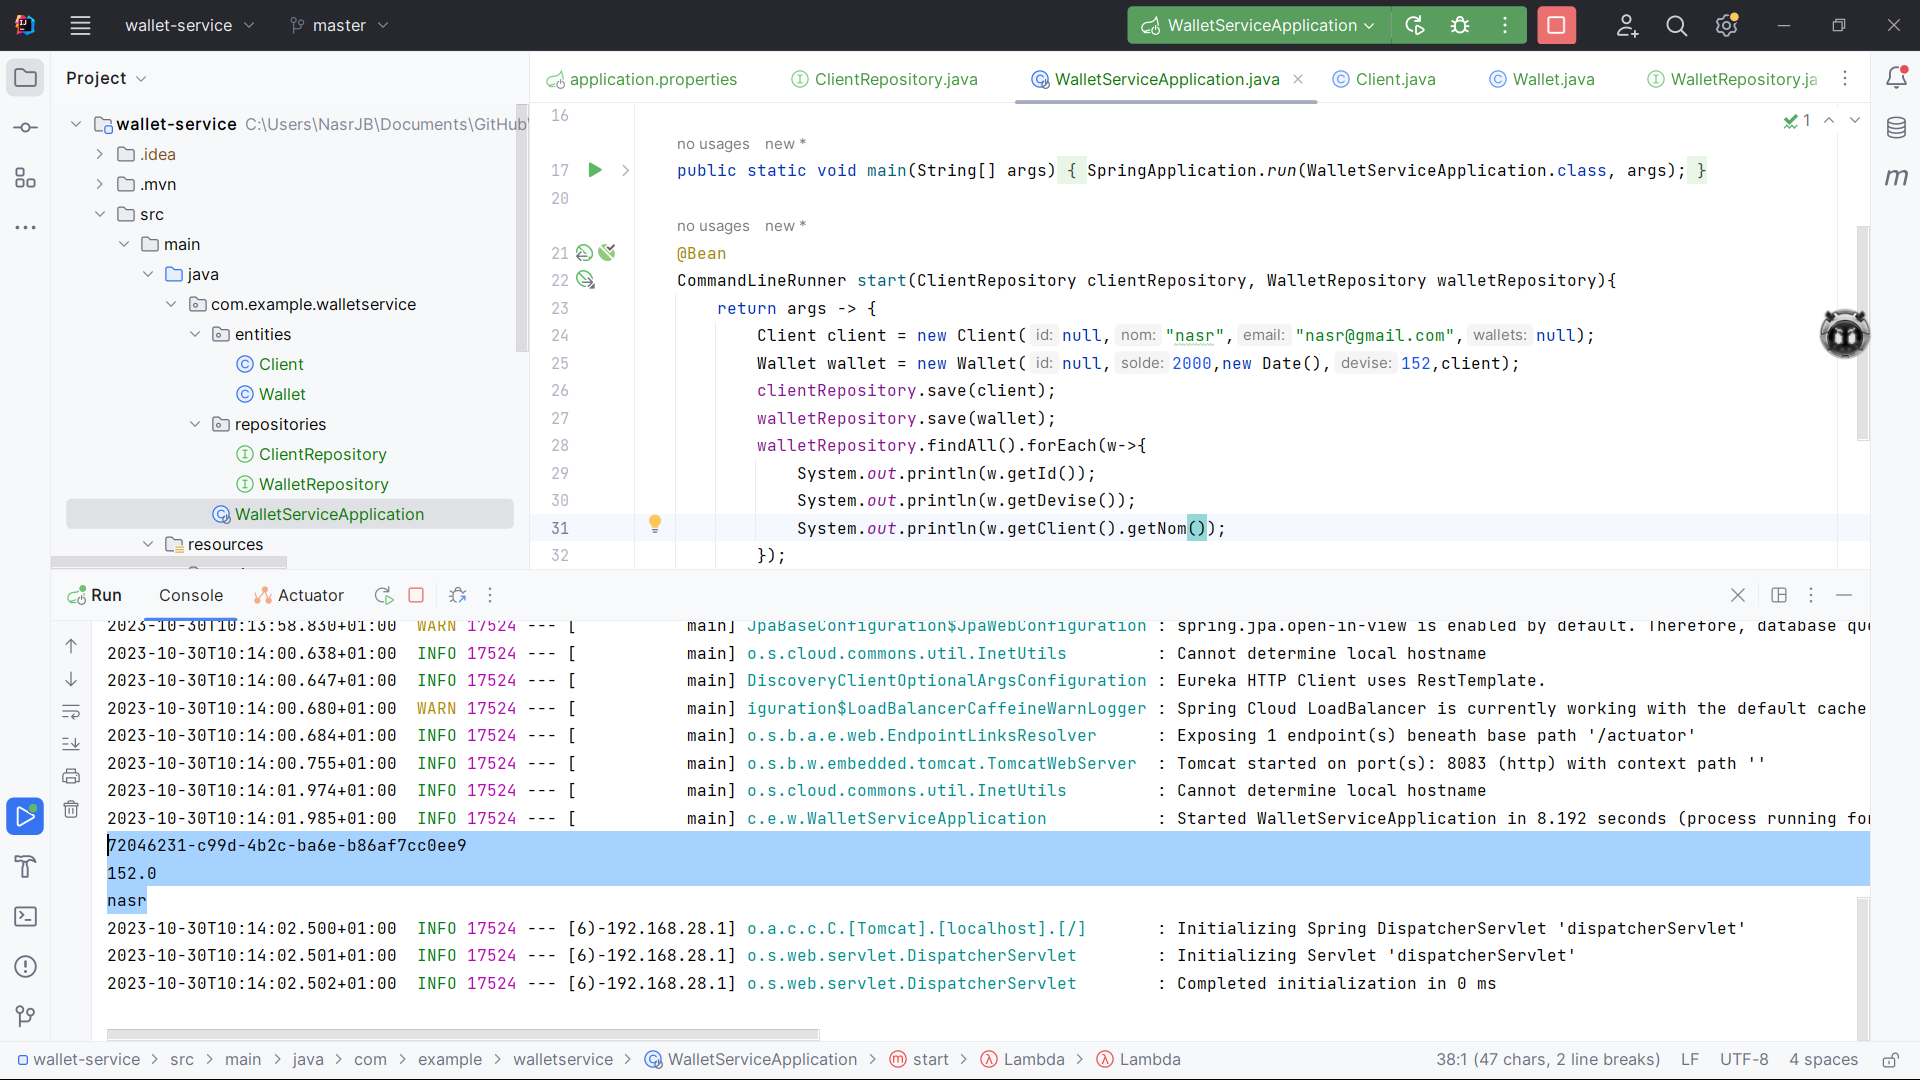 wallet-service
master
WalletServiceApplication
Project
application.properties
ClientRepository.java
WalletServiceApplication.java
Client.java
Wallet.java
WalletRepository.ja
wallet-service C:\Users\NasrJB\Documents\GitHub\
.idea
.mvn
src
main
java
com.example.walletservice
entities
Client
Wallet
repositories
ClientRepository
WalletRepository
WalletServiceApplication
resources
1
16
no usages new *
17 public static void main(String[] args) { SpringApplication.run(WalletServiceApplication.class, args); }
20
no usages new *
21 @Bean
22 CommandLineRunner start(ClientRepository clientRepository, WalletRepository walletRepository){
23 return args -> {
24 Client client = new Client( id: null, nom: "nasr", email: "nasr@gmail.com", wallets: null);
25 Wallet wallet = new Wallet( id: null, solde: 2000,new Date(), devise: 152,client);
26 clientRepository.save(client);
27 walletRepository.save(wallet);
28 walletRepository.findAll().forEach(w->{
29 System.out.println(w.getId());
30 System.out.println(w.getDevise());
31 System.out.println(w.getClient().getNom());
32 });
Run Console Actuator
2023-10-30T10:13:58.830+01:00 WARN 17524 --- [ main] JpaBaseConfiguration$JpaWebConfiguration : spring.jpa.open-in-view is enabled by default. Therefore, database qu
2023-10-30T10:14:00.638+01:00 INFO 17524 --- [ main] o.s.cloud.commons.util.InetUtils : Cannot determine local hostname
2023-10-30T10:14:00.647+01:00 INFO 17524 --- [ main] DiscoveryClientOptionalArgsConfiguration : Eureka HTTP Client uses RestTemplate.
2023-10-30T10:14:00.680+01:00 WARN 17524 --- [ main] iguration$LoadBalancerCaffeineWarnLogger : Spring Cloud LoadBalancer is currently working with the default cache
2023-10-30T10:14:00.684+01:00 INFO 17524 --- [ main] o.s.b.a.e.web.EndpointLinksResolver : Exposing 1 endpoint(s) beneath base path '/actuator'
2023-10-30T10:14:00.755+01:00 INFO 17524 --- [ main] o.s.b.w.embedded.tomcat.TomcatWebServer : Tomcat started on port(s): 8083 (http) with context path ''
2023-10-30T10:14:01.974+01:00 INFO 17524 --- [ main] o.s.cloud.commons.util.InetUtils : Cannot determine local hostname
2023-10-30T10:14:01.985+01:00 INFO 17524 --- [ main] c.e.w.WalletServiceApplication : Started WalletServiceApplication in 8.192 seconds (process running fo
72046231-c99d-4b2c-ba6e-b86af7cc0ee9
152.0
nasr
2023-10-30T10:14:02.500+01:00 INFO 17524 --- [6)-192.168.28.1] o.a.c.c.C.[Tomcat].[localhost].[/] : Initializing Spring DispatcherServlet 'dispatcherServlet'
2023-10-30T10:14:02.501+01:00 INFO 17524 --- [6)-192.168.28.1] o.s.web.servlet.DispatcherServlet : Initializing Servlet 'dispatcherServlet'
2023-10-30T10:14:02.502+01:00 INFO 17524 --- [6)-192.168.28.1] o.s.web.servlet.DispatcherServlet : Completed initialization in 0 ms
wallet-service > src > main > java > com > example > walletservice > WalletServiceApplication > start > Lambda > Lambda 38:1 (47 chars, 2 line breaks) LF UTF-8 4 spaces